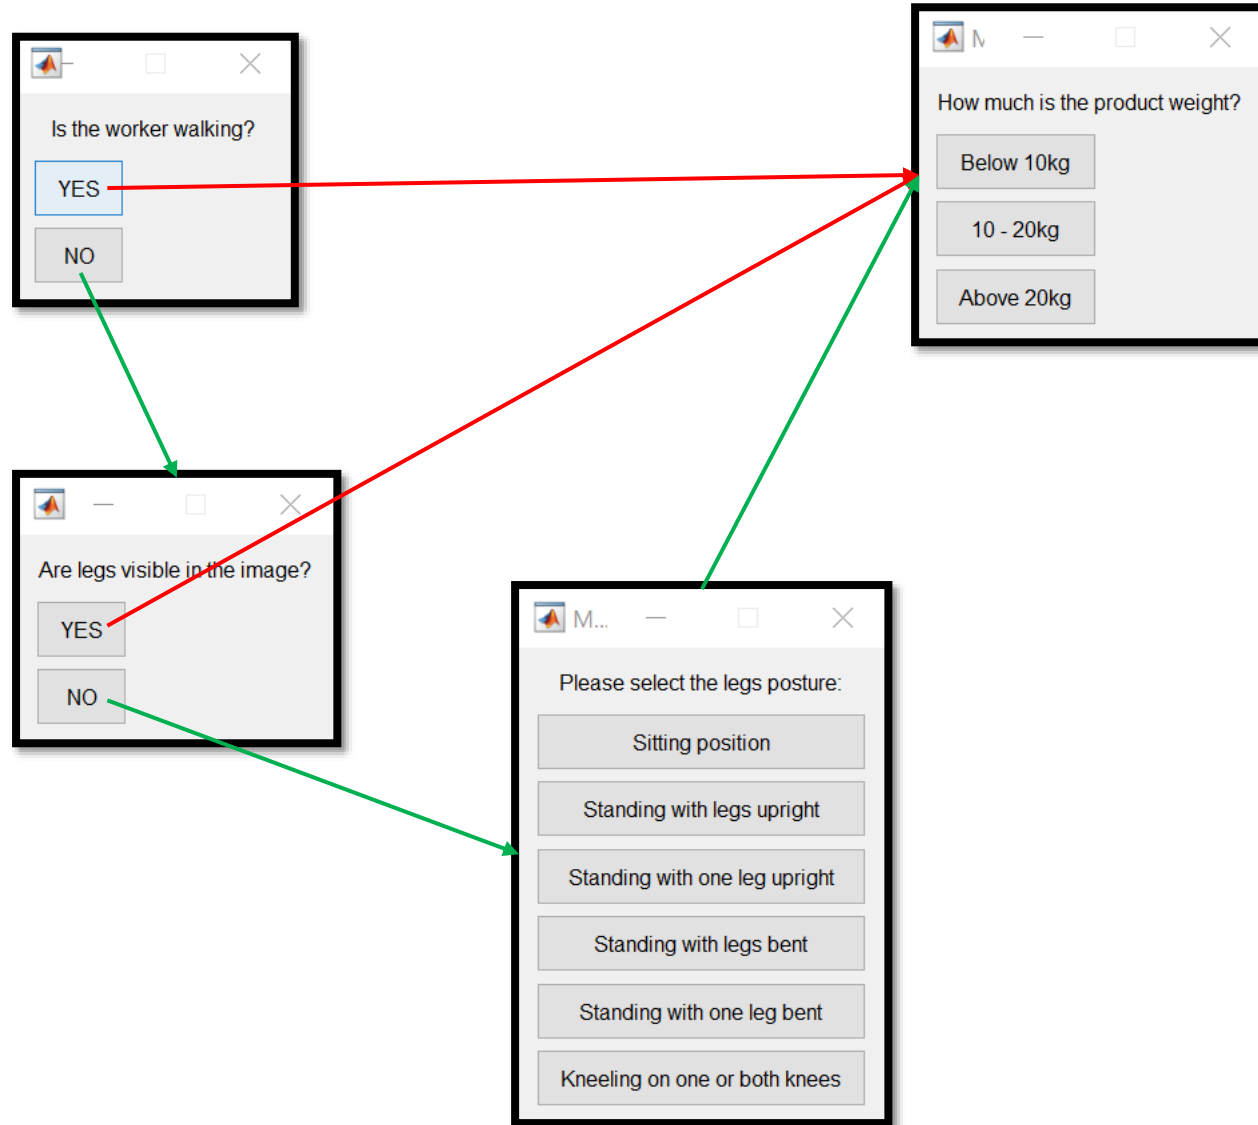 Is the worker walking?
YES
NO
M
How much is the product weight?
Below 10kg
10 - 20kg
Above 20kg
Are legs visible in the image?
YES
NO
M...
Please select the legs posture:
Sitting position
Standing with legs upright
Standing with one leg upright
Standing with legs bent
Standing with one leg bent
Kneeling on one or both knees